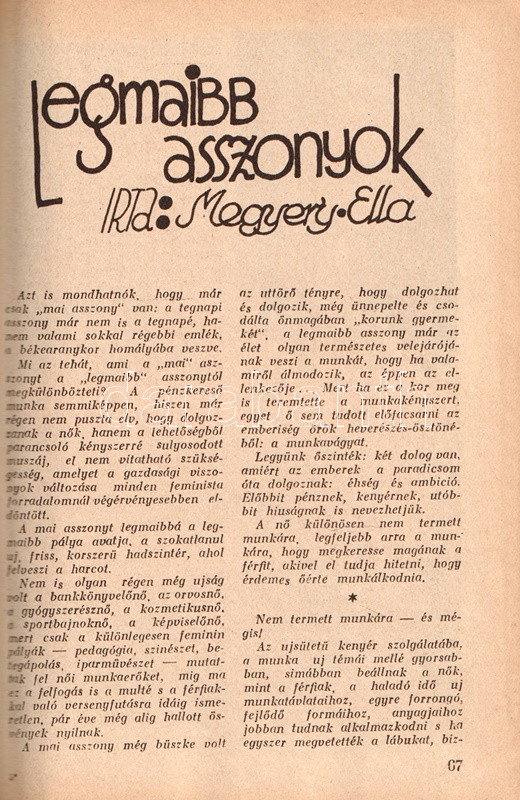 Legmaibb
asszonyok
IRTA: Megyery Ella
Azt is mondhatnók, hogy már
csak „mai asszony" van: a tegnapi
asszony már nem is a tegnapé, ha-
nem valami sokkal régebbi emlék,
a békearanykor homályába veszve.
Mi az tehát, ami a „mai" asz-
szonyt a „legmaibb" asszonytól
megkülönbözteti? A pénzkereső
munka semmiképpen, hiszen már
régen nem puszta áv, hogy dolgoz-
zanak a nők, hanem a lehetőségből
parancsoló kényszerré sulyosodott
muszáj, el nem vitatható szüksé-
gesség, amelyet a gazdasági viszo-
nyok változása minden feminista
forradalomnál végérvényesebben el-
döntött.
A mai asszonyt legmaibbá a leg-
maibb pálya avatja, a szokatlanul
uj, friss, korszerű hadszintér, ahol
felveszi a harcot.
Nem is olyan régen még ujság
volt a bankkönyvelőnő, az orvosnő,
a gyógyszerésznő, a kozmetikusnő,
a sportbajnoknő, a képviselőnő,
mert csak a különlegesen feminin
pályák — pedagógia, szinészet, be-
tegápolás, iparművészet — mutat-
tak fel női munkaerőket, mig ma
ez a felfogás is a multé s a férfiak-
kal való versenyfutásra idáig isme-
retlen, pár éve még alig hallott ös-
vények nyilnak.
A mai asszony még büszke volt
az uttörő tényre, hogy dolgozhat
és dolgozik, még ünnepelte és cso-
dálta önmagában „korunk gyerme-
két", a legmaibb asszony már az
élet olyan természetes velejárójá-
nak veszi a munkát, hogy ha vala-
miről álmodozik, az éppen az el-
lenkezője . . . Mert ha ez a kor meg
is teremtette a munkakényszert,
egyet ő sem tudott előficcsani az
emberiség örök heverészés-ösztöné-
ből: a munkavágyat.
Legyünk őszinték: két dolog van,
amiért az emberek a paradicsom
óta dolgoznak: éhség és ambició.
Előbbit pénznek, kenyérnek, utób-
bit hiuságnak is nevezhetjük.
A nő különösen nem termett
munkára, legfeljebb arra a mun-
kára, hogy megkeresse magának a
férfit, akivel el tudja hitetni, hogy
érdemes őérte munkálkodnia.
*
Nem termett munkára — és mé-
gis!
Az ujsütetű kenyér szolgálatába,
a munka uj témái mellé gyorsab-
ban, simábban beállnak a nők,
mint a férfiak, a haladó idő uj
munkatávlataihoz, egyre forrongó,
fejlődő formáihoz, anyagjaihoz
jobban tudnak alkalmazkodni s ha
egyszer megvetették a lábukat, biz-
67